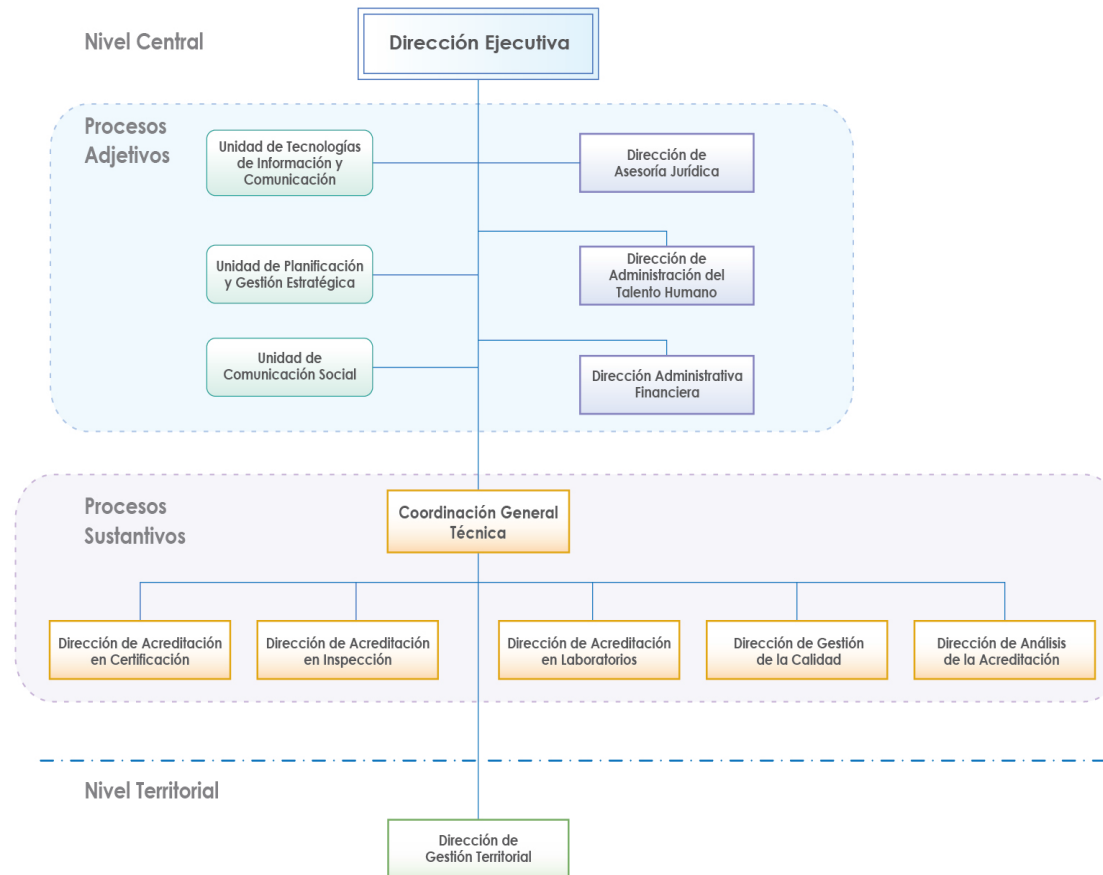 Nivel Central
Dirección Ejecutiva
Procesos
Adjetivos
Unidad de Tecnologías
de Información y
Comunicación
Dirección de
Asesoría Jurídica
Unidad de Planificación
y Gestión Estratégica
Dirección de
Administración del
Talento Humano
Unidad de
Comunicación Social
Dirección Administrativa
Financiera
Procesos
Sustantivos
Coordinación General
Técnica
Dirección de Acreditación
en Certificación
Dirección de Acreditación
en Inspección
Dirección de Acreditación
en Laboratorios
Dirección de Gestión
de la Calidad
Dirección de Análisis
de la Acreditación
Nivel Territorial
Dirección de
Gestión Territorial